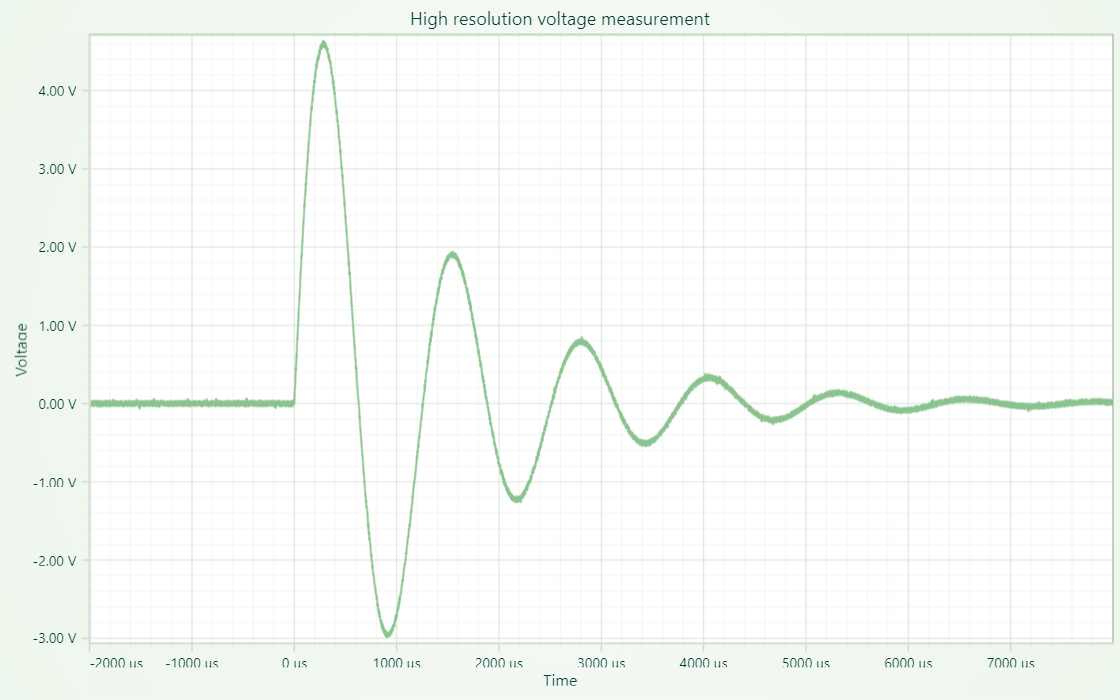 High resolution voltage measurement
4.00 V
3.00 V
2.00 V
1.00 V
0.00 V
-1.00 V
-2.00 V
-3.00 V
Voltage
-2000 us -1000 us 0 us 1000 us 2000 us 3000 us 4000 us 5000 us 6000 us 7000 us
Time